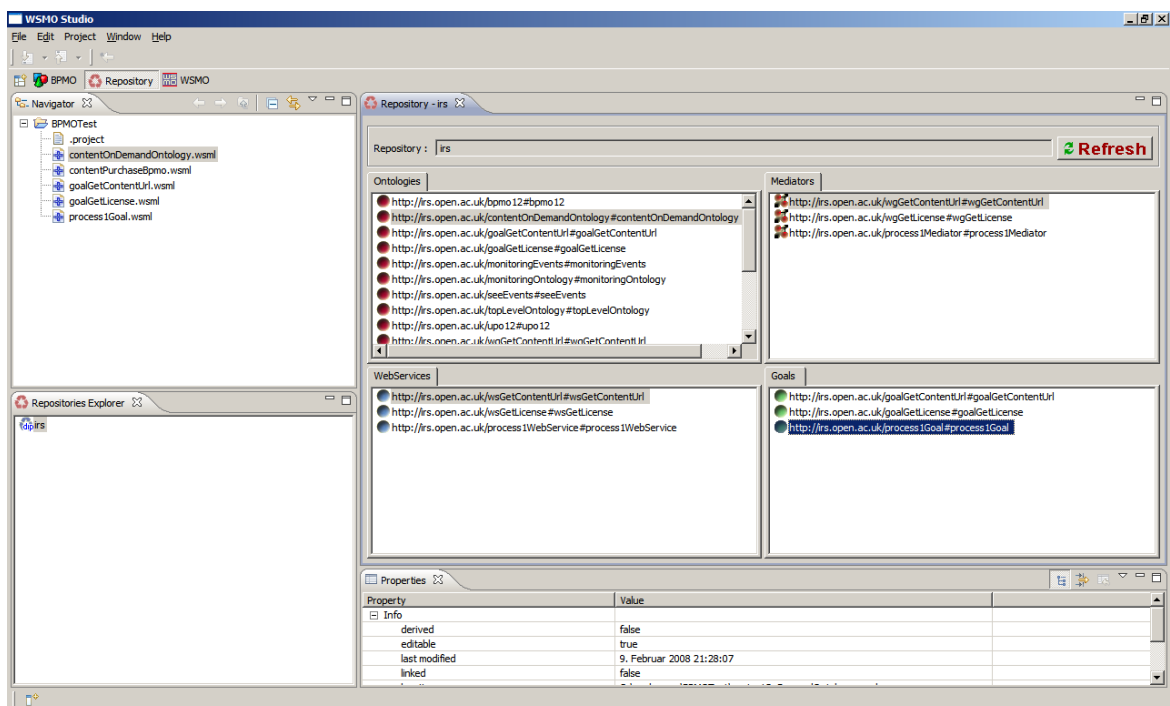 WSMO Studio
File Edit Project Window Help
BPMO Repository WSMO
Navigator
BPMOTest
.project
contentOnDemandOntology.wsml
contentPurchaseBpmo.wsml
goalGetContentUrl.wsml
goalGetLicense.wsml
process1Goal.wsml
Repositories Explorer
irs
Repository - irs
Repository : irs
Refresh
Ontologies
http://irs.open.ac.uk/bpmo12#bpmo12
http://irs.open.ac.uk/contentOnDemandOntology#contentOnDemandOntology
http://irs.open.ac.uk/goalGetContentUrl#goalGetContentUrl
http://irs.open.ac.uk/goalGetLicense#goalGetLicense
http://irs.open.ac.uk/monitoringEvents#monitoringEvents
http://irs.open.ac.uk/monitoringOntology#monitoringOntology
http://irs.open.ac.uk/seeEvents#seeEvents
http://irs.open.ac.uk/topLevelOntology#topLevelOntology
http://irs.open.ac.uk/upo12#upo12
http://irs.open.ac.uk/wgGetContentUrl#wgGetContentUrl
Mediators
http://irs.open.ac.uk/wgGetContentUrl#wgGetContentUrl
http://irs.open.ac.uk/wgGetLicense#wgGetLicense
http://irs.open.ac.uk/process1Mediator#process1Mediator
WebServices
http://irs.open.ac.uk/wsGetContentUrl#wsGetContentUrl
http://irs.open.ac.uk/wsGetLicense#wsGetLicense
http://irs.open.ac.uk/process1WebService#process1WebService
Goals
http://irs.open.ac.uk/goalGetContentUrl#goalGetContentUrl
http://irs.open.ac.uk/goalGetLicense#goalGetLicense
http://irs.open.ac.uk/process1Goal#process1Goal
Properties
Property Value
Info
derived false
editable true
last modified 9. Februar 2008 21:28:07
linked false